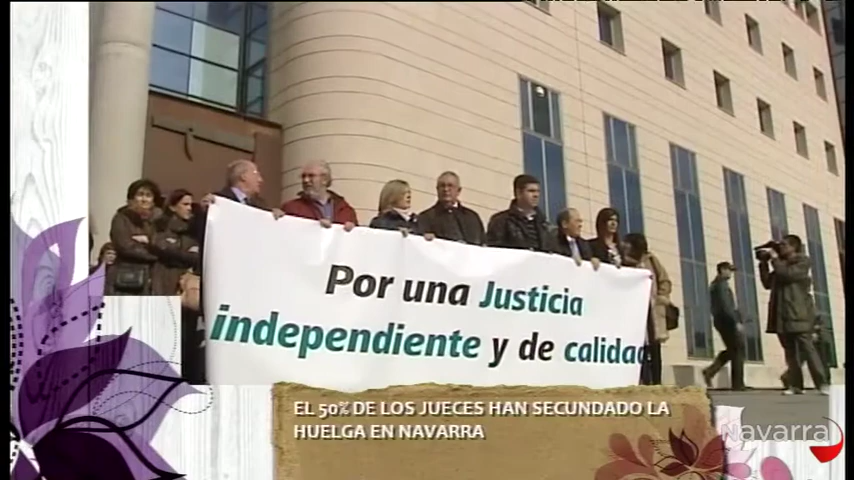 Por una Justicia
independiente y de calidad
EL 50% DE LOS JUECES HAN SECUNDADO LA
HUELGA EN NAVARRA
Navarra